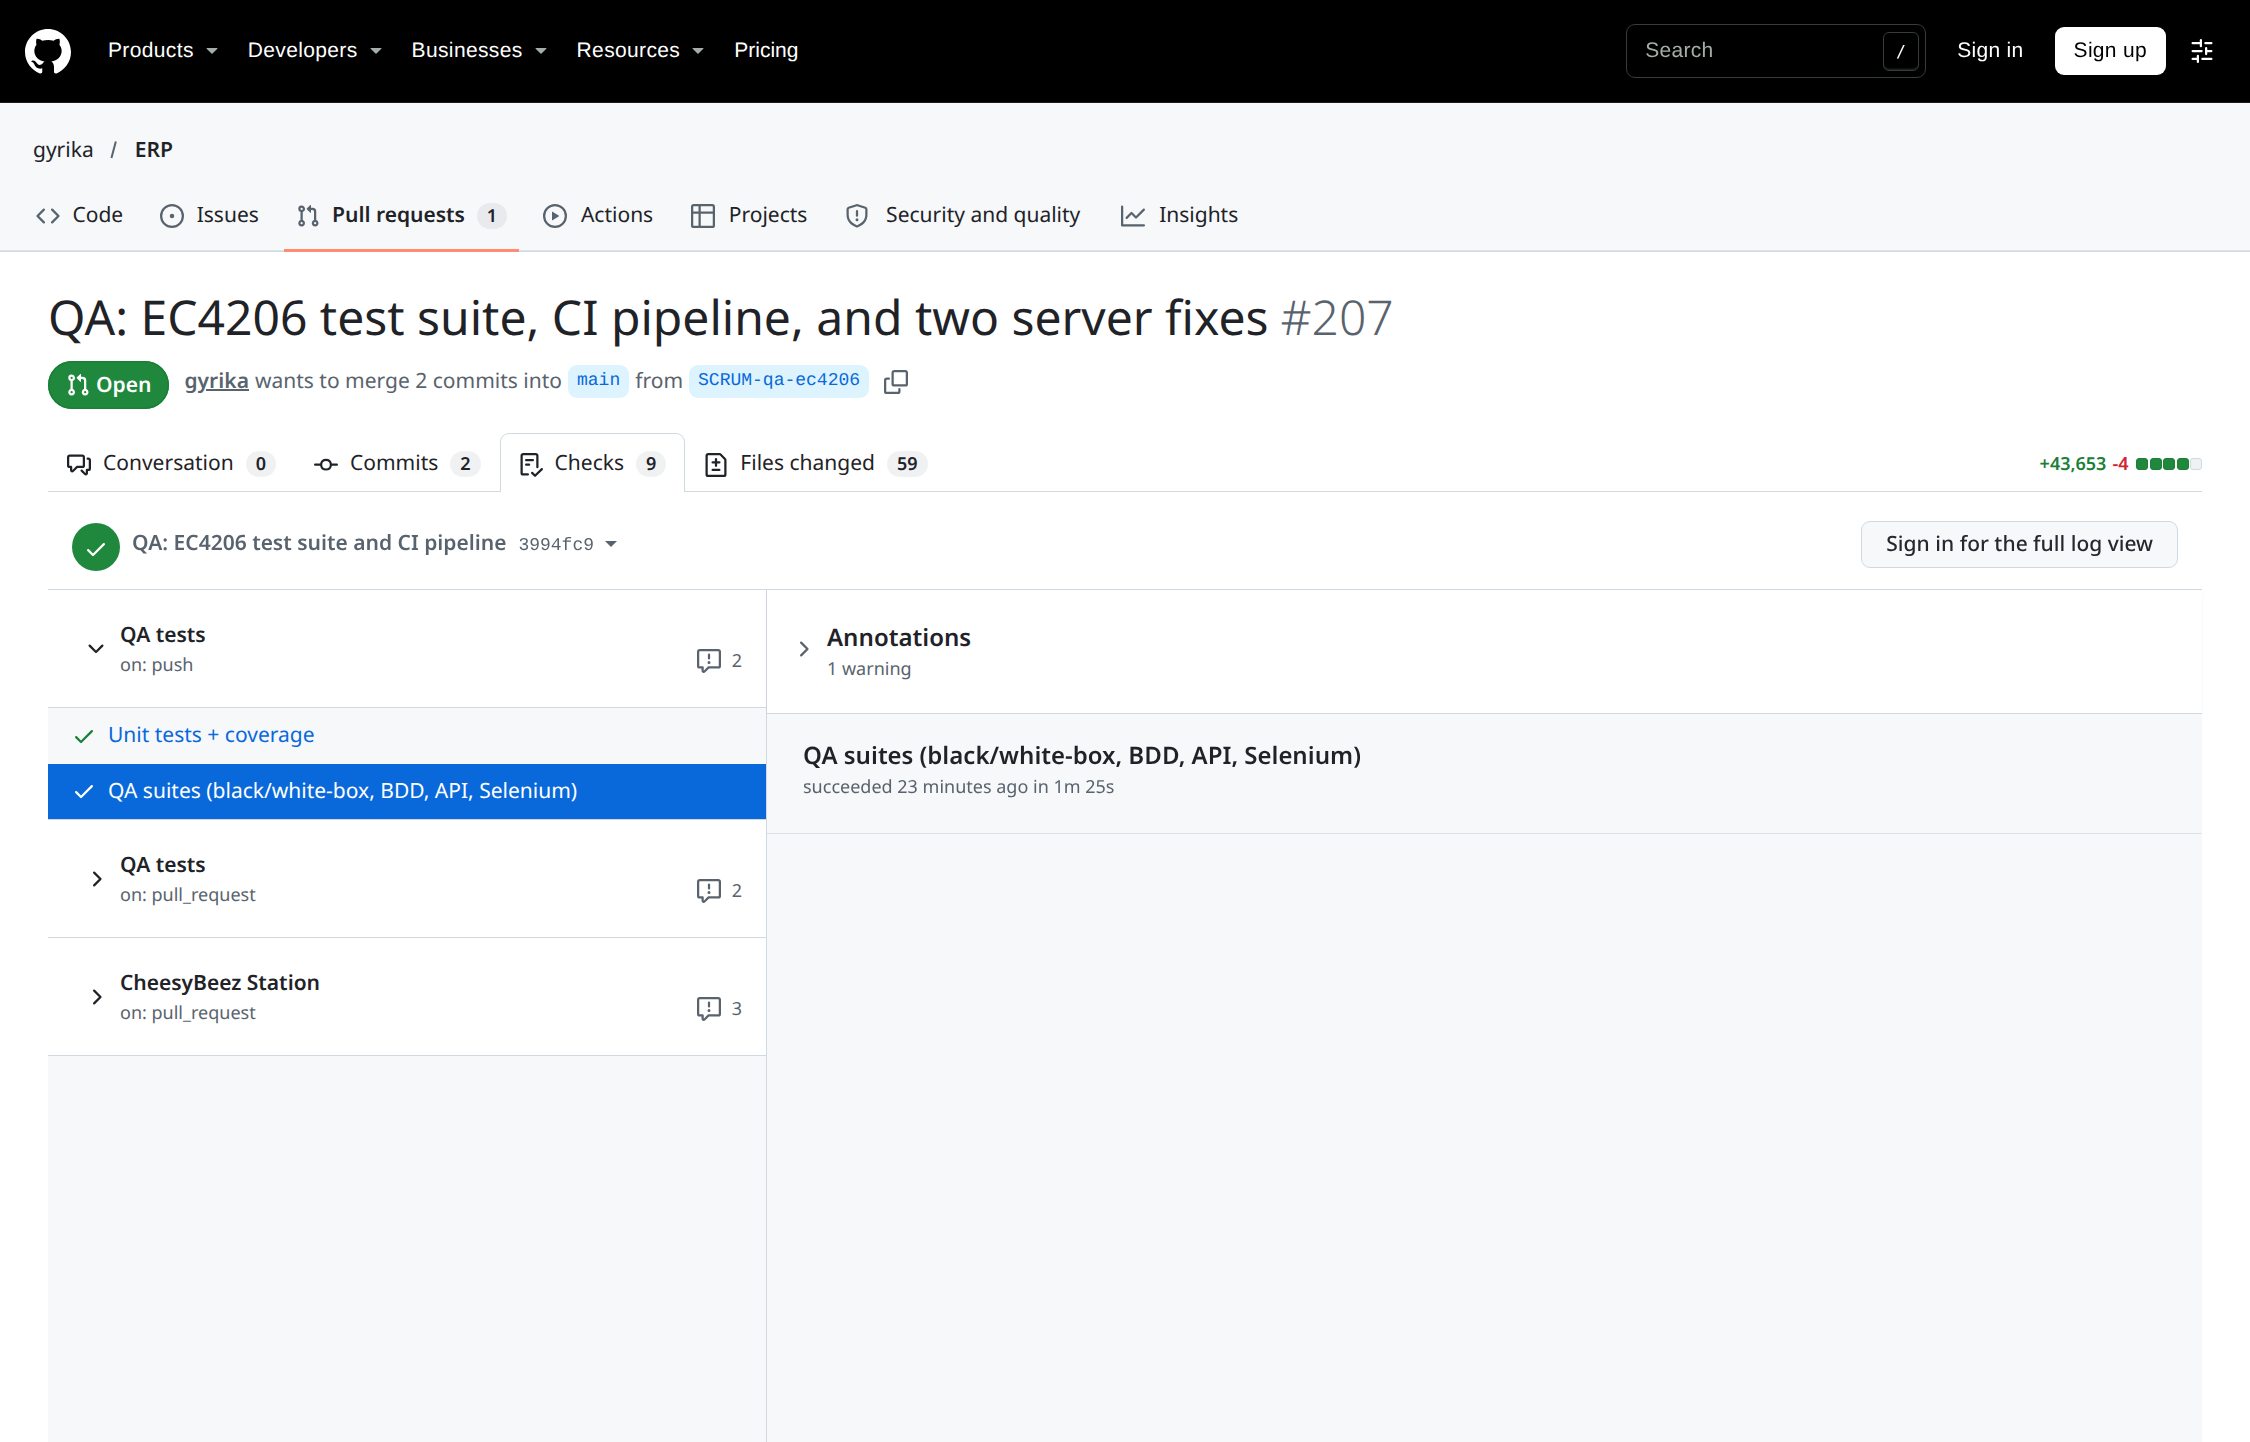 Products
Developers
Businesses
Resources
Pricing
Search
/
Sign in
Sign up
gyrika / ERP
Code
Issues
Pull requests 1
Actions
Projects
Security and quality
Insights
QA: EC4206 test suite, CI pipeline, and two server fixes #207
Open
gyrika wants to merge 2 commits into main from SCRUM-qa-ec4206
Conversation 0
Commits 2
Checks 9
Files changed 59
+43,653 -4
QA: EC4206 test suite and CI pipeline 3994fc9
Sign in for the full log view
QA tests
on: push
2
Unit tests + coverage
QA suites (black/white-box, BDD, API, Selenium)
QA tests
on: pull_request
2
CheesyBeez Station
on: pull_request
3
Annotations
1 warning
QA suites (black/white-box, BDD, API, Selenium)
succeeded 23 minutes ago in 1m 25s